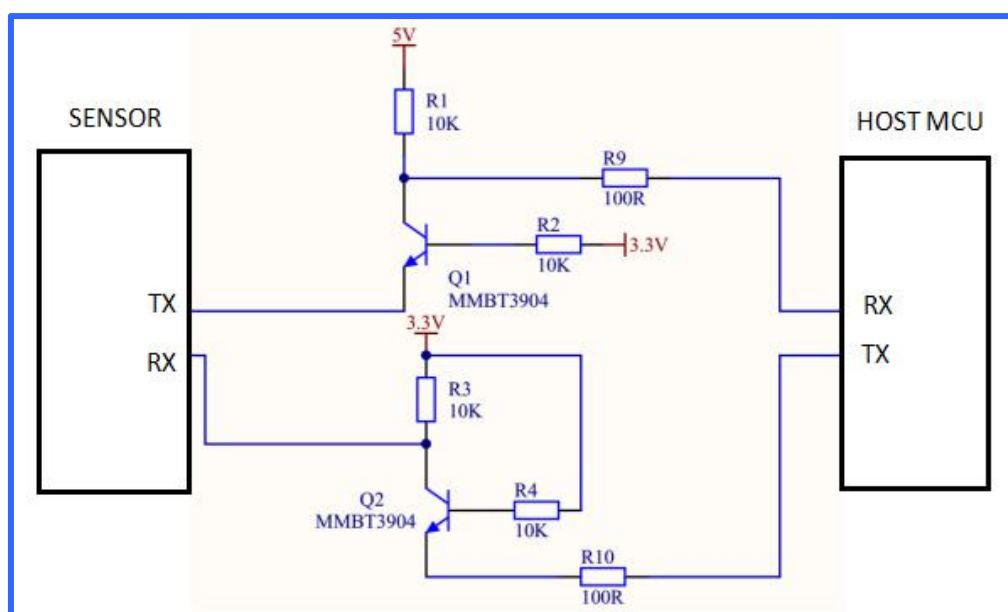 5V
R1
10K
SENSOR
HOST MCU
R9
100R
R2
10K
3.3V
Q1
MMBT3904
TX
RX
3.3V
RX
TX
R3
10K
Q2
MMBT3904
R4
10K
R10
100R